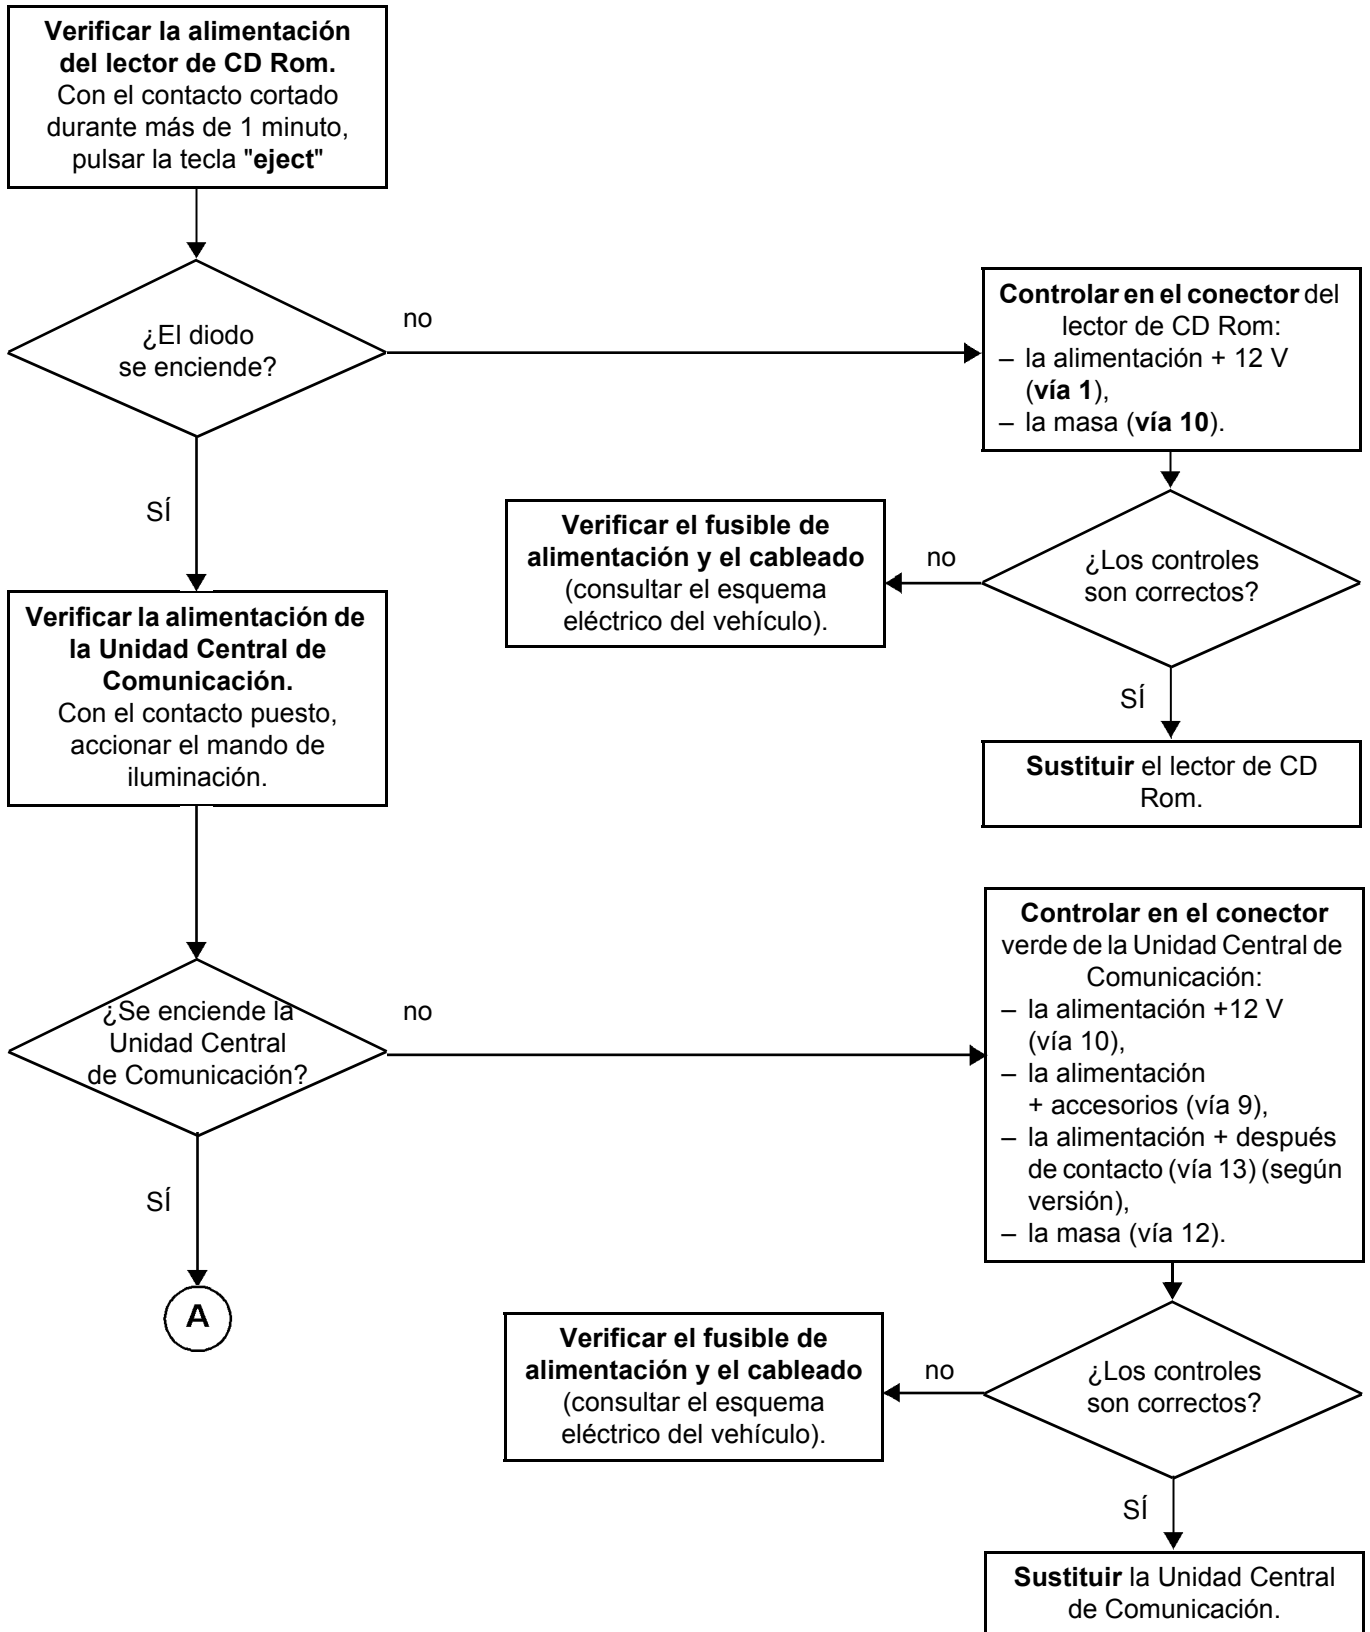 Verificar la alimentación
del lector de CD Rom.
Con el contacto cortado
durante más de 1 minuto,
pulsar la tecla "eject"
¿El diodo
se enciende?
no
Controlar en el conector del
lector de CD Rom:
– la alimentación + 12 V
(vía 1),
– la masa (vía 10).
SÍ
Verificar el fusible de
alimentación y el cableado
(consultar el esquema
eléctrico del vehículo).
no
¿Los controles
son correctos?
SÍ
Sustituir el lector de CD
Rom.
Verificar la alimentación de
la Unidad Central de
Comunicación.
Con el contacto puesto,
accionar el mando de
iluminación.
¿Se enciende la
Unidad Central
de Comunicación?
no
Controlar en el conector
verde de la Unidad Central de
Comunicación:
– la alimentación +12 V
(vía 10),
– la alimentación
+ accesorios (vía 9),
– la alimentación + después
de contacto (vía 13) (según
versión),
– la masa (vía 12).
SÍ
A
Verificar el fusible de
alimentación y el cableado
(consultar el esquema
eléctrico del vehículo).
no
¿Los controles
son correctos?
SÍ
Sustituir la Unidad Central
de Comunicación.